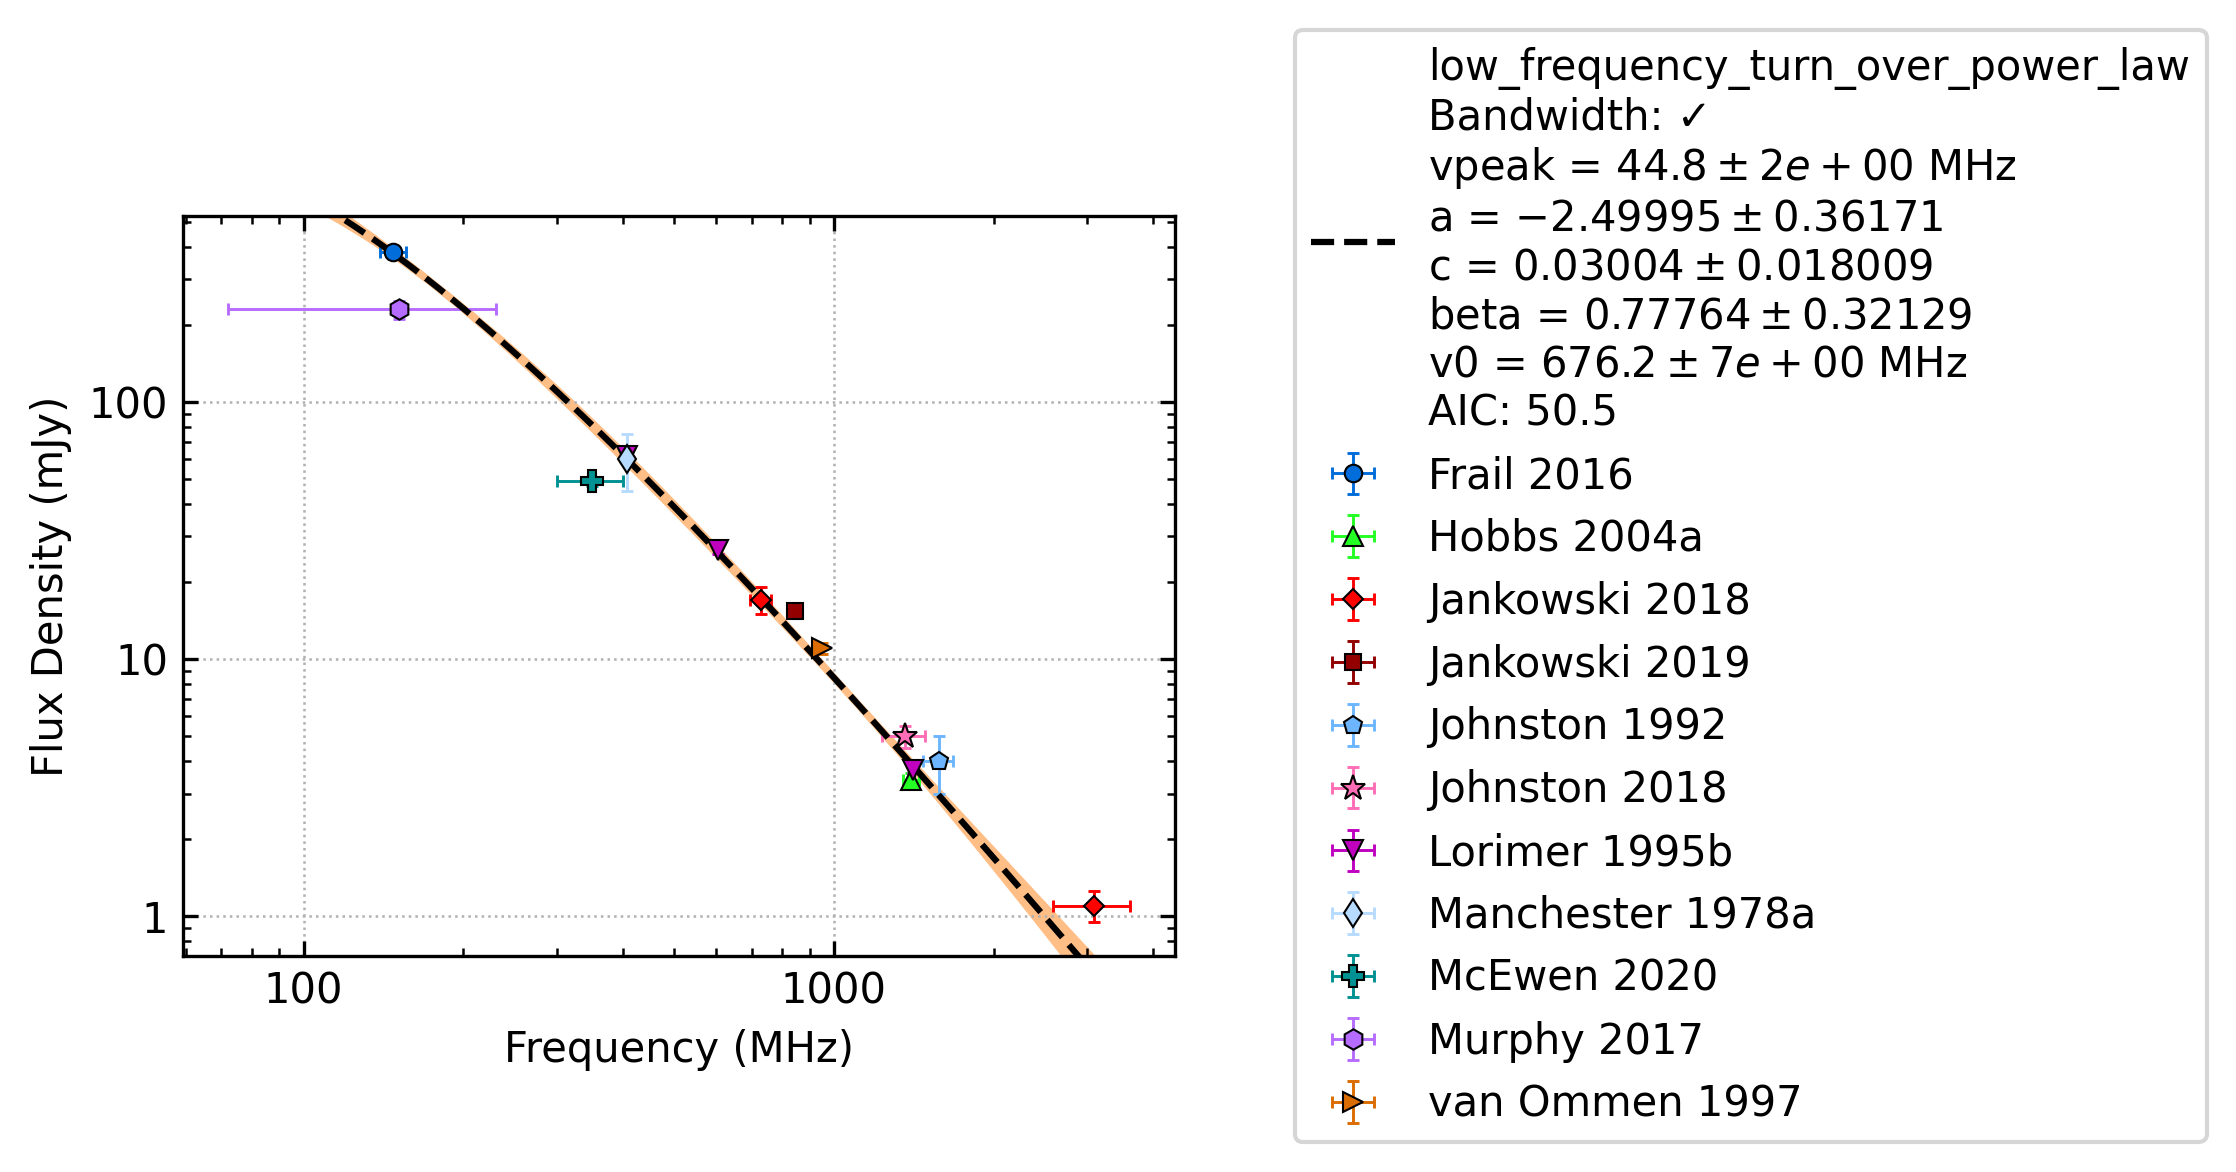 low_frequency_turn_over_power_law
Bandwidth: ✓
vpeak = 44.8 ± 2e + 00 MHz
a = −2.49995 ± 0.36171
c = 0.03004 ± 0.018009
beta = 0.77764 ± 0.32129
v0 = 676.2 ± 7e + 00 MHz
AIC: 50.5
Frail 2016
Hobbs 2004a
Jankowski 2018
Jankowski 2019
Johnston 1992
Johnston 2018
Lorimer 1995b
Manchester 1978a
McEwen 2020
Murphy 2017
van Ommen 1997
Flux Density (mJy)
100
10
1
100
1000
Frequency (MHz)